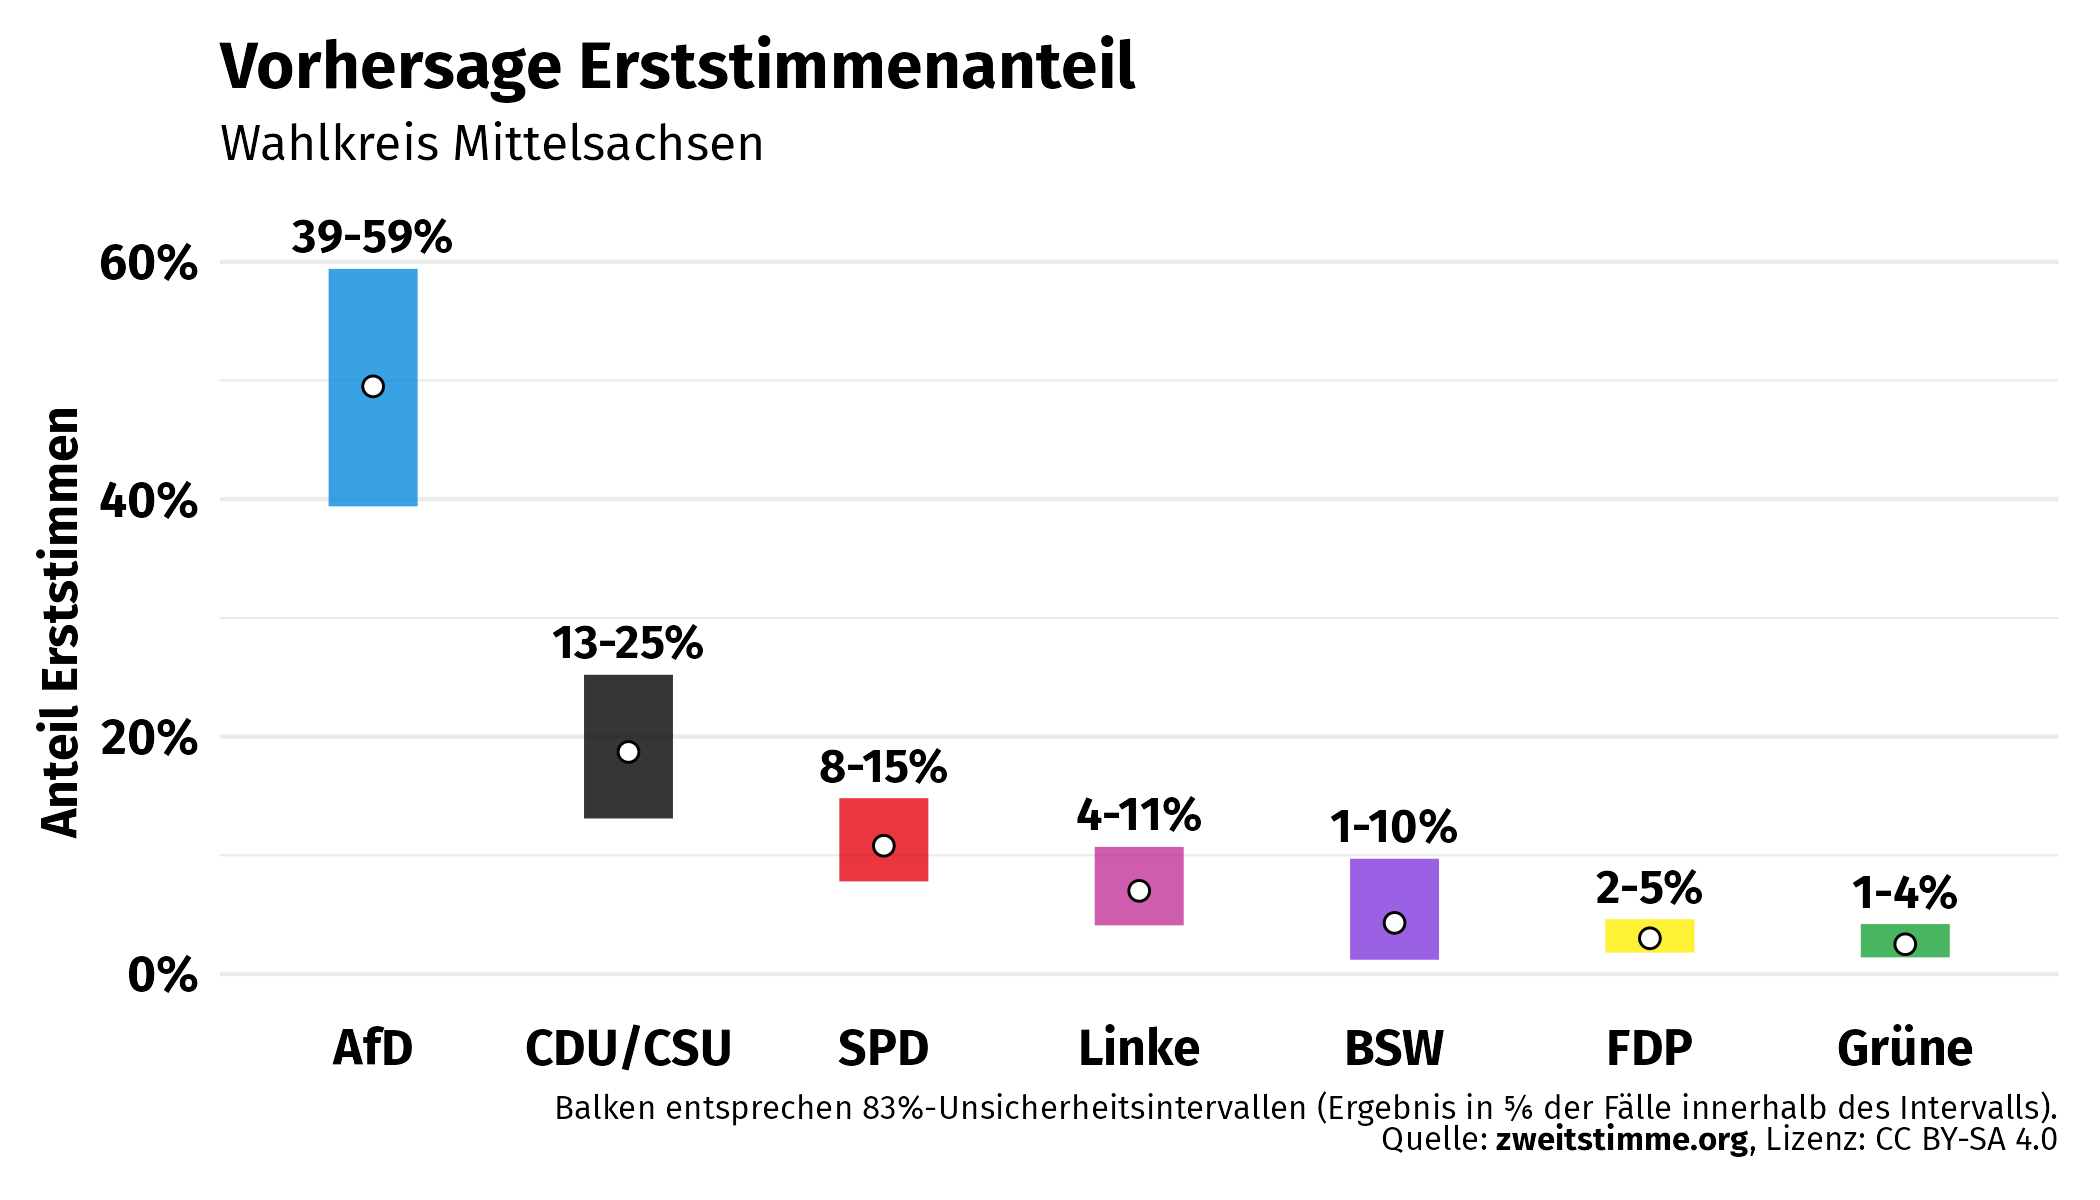 Vorhersage Erststimmenanteil
Wahlkreis Mittelsachsen
Anteil Erststimmen
60%
40%
20%
0%
39-59%
13-25%
8-15%
4-11%
1-10%
2-5%
1-4%
AfD
CDU/CSU
SPD
Linke
BSW
FDP
Grüne
Balken entsprechen 83%-Unsicherheitsintervallen (Ergebnis in ⅚ der Fälle innerhalb des Intervalls).
Quelle: zweitstimme.org, Lizenz: CC BY-SA 4.0